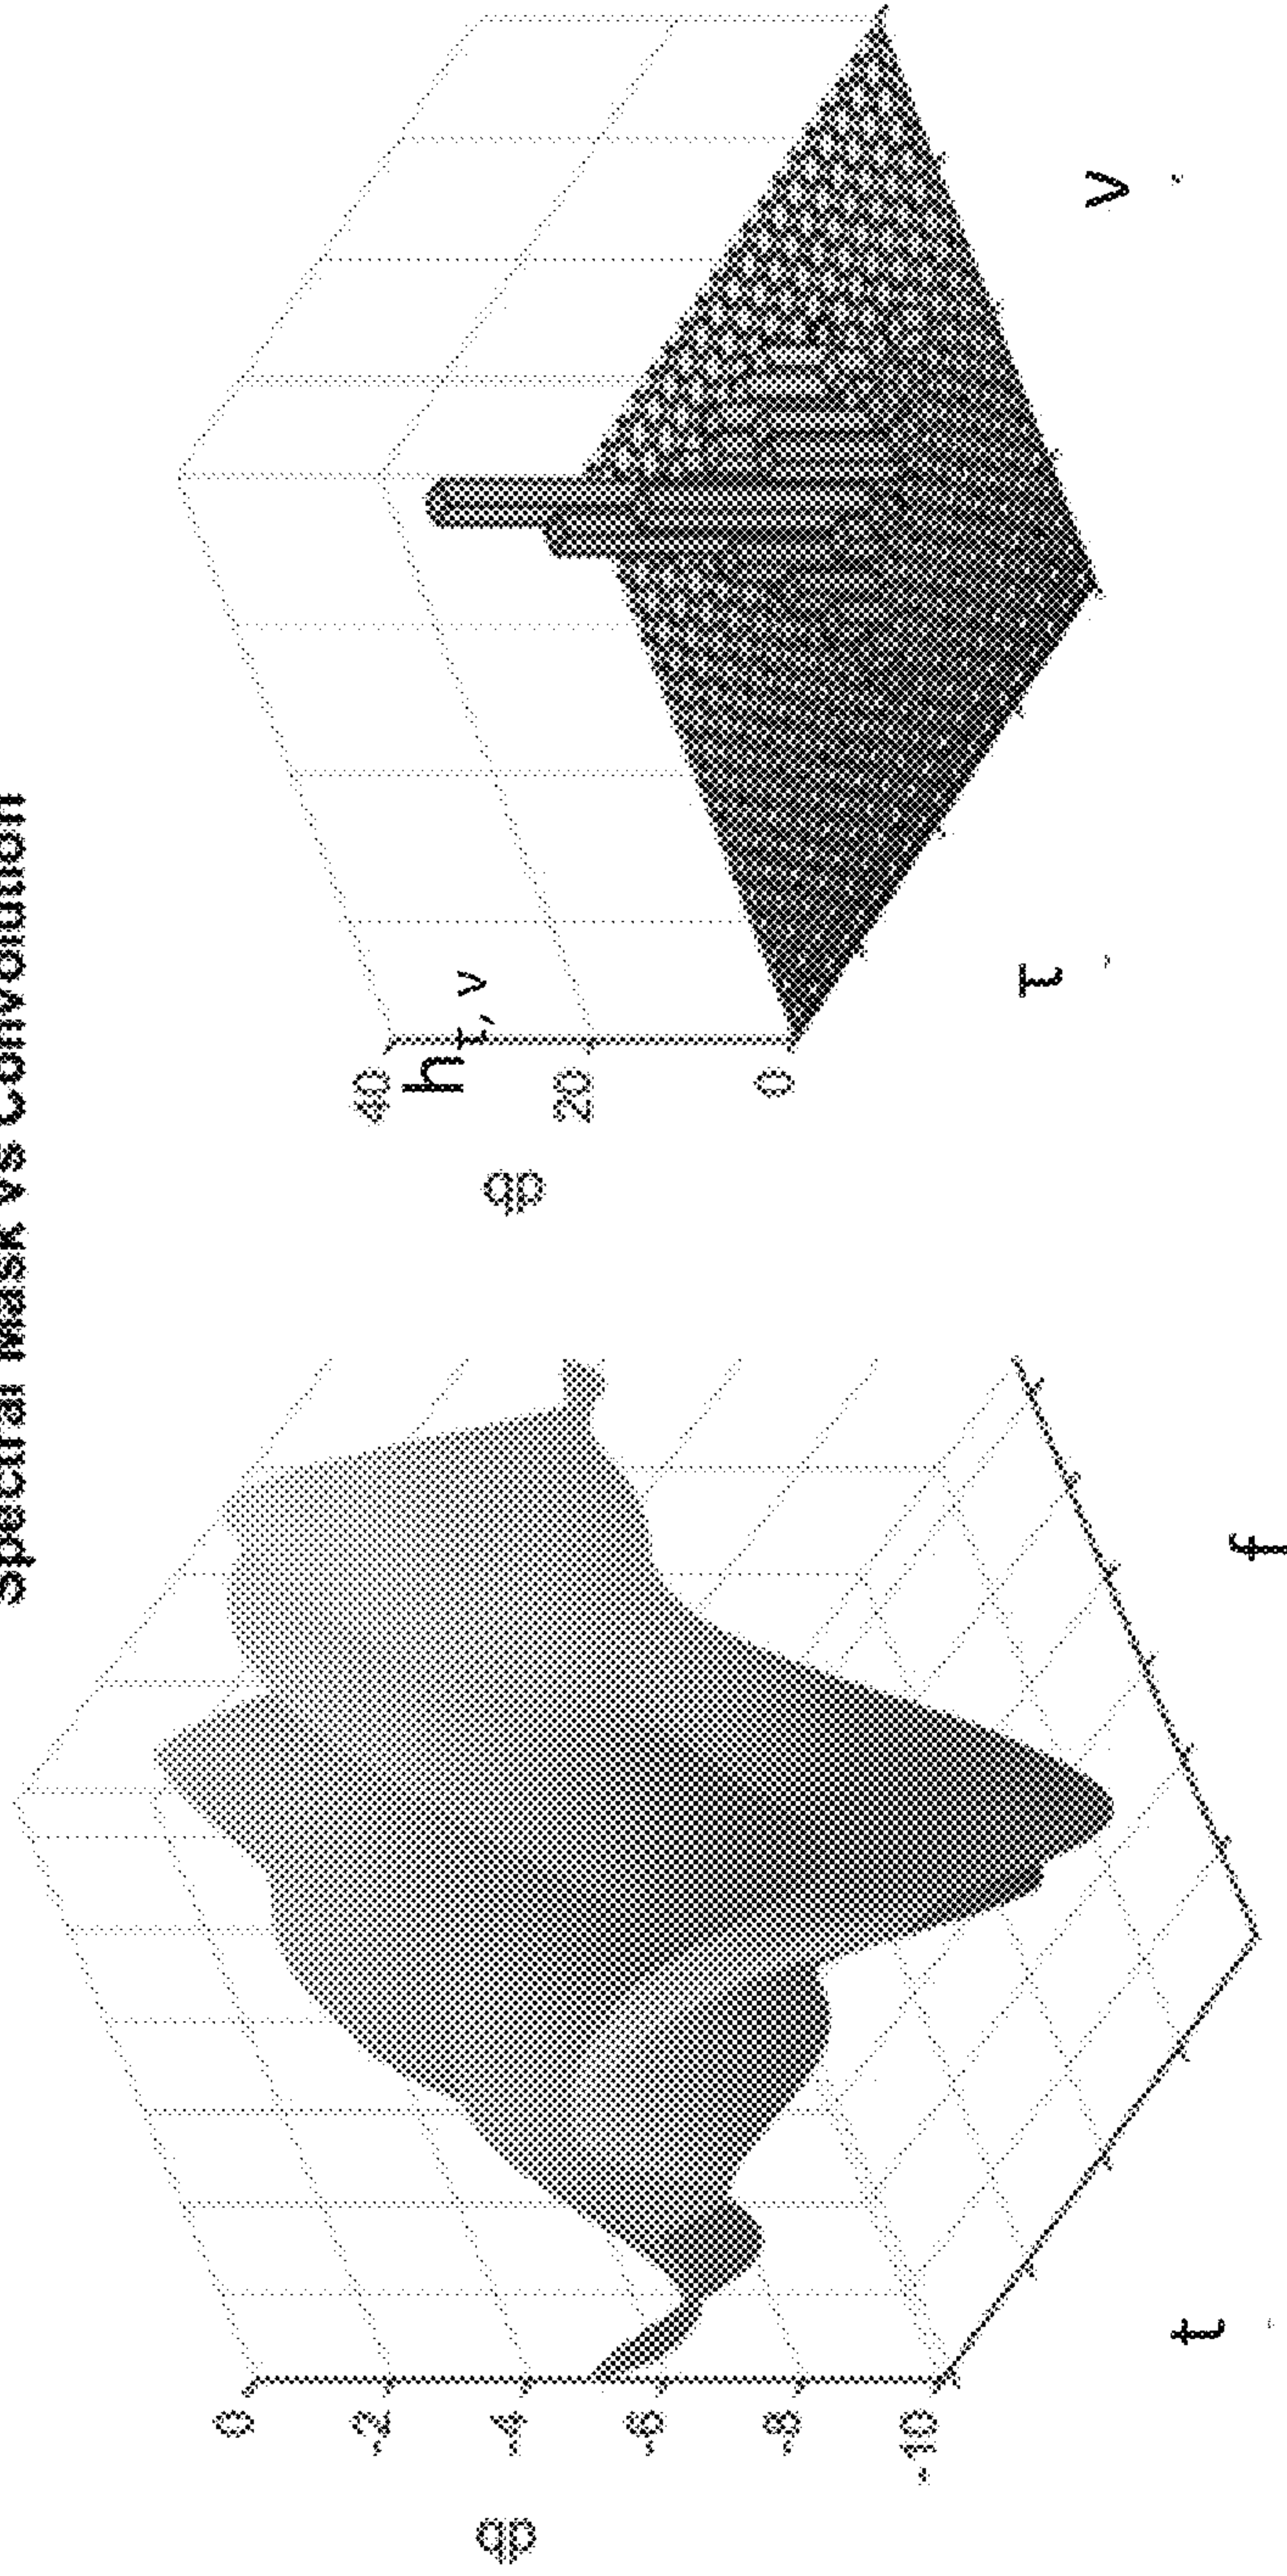 Spectral Mask vs Convolution
0
-2
-4
-6
-8
-10
db
t
f
40
20
0
db
h τ, ν
τ
ν